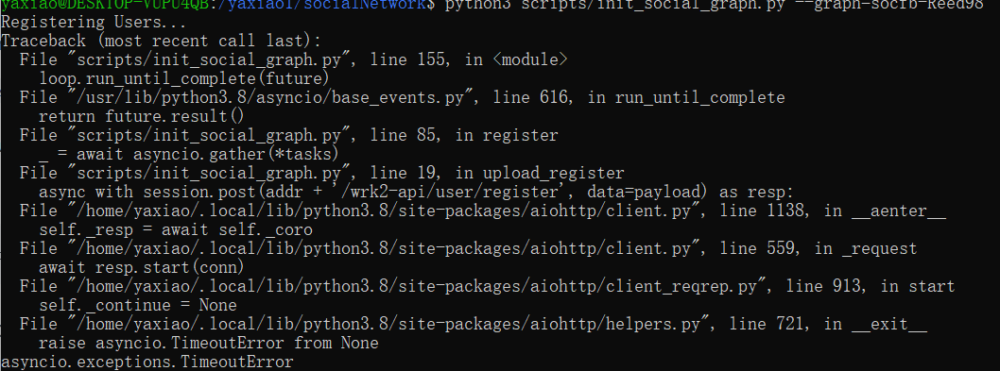 yaxiao@DESKTOP-VUPU4QB:/yaxiao1/socialNetwork$ python3 scripts/init_social_graph.py --graph=socfb-Reed98
Registering Users...
Traceback (most recent call last):
  File "scripts/init_social_graph.py", line 155, in <module>
    loop.run_until_complete(future)
  File "/usr/lib/python3.8/asyncio/base_events.py", line 616, in run_until_complete
    return future.result()
  File "scripts/init_social_graph.py", line 85, in register
    _ = await asyncio.gather(*tasks)
  File "scripts/init_social_graph.py", line 19, in upload_register
    async with session.post(addr + '/wrk2-api/user/register', data=payload) as resp:
  File "/home/yaxiao/.local/lib/python3.8/site-packages/aiohttp/client.py", line 1138, in __aenter__
    self._resp = await self._coro
  File "/home/yaxiao/.local/lib/python3.8/site-packages/aiohttp/client.py", line 559, in _request
    await resp.start(conn)
  File "/home/yaxiao/.local/lib/python3.8/site-packages/aiohttp/client_reqrep.py", line 913, in start
    self._continue = None
  File "/home/yaxiao/.local/lib/python3.8/site-packages/aiohttp/helpers.py", line 721, in __exit__
    raise asyncio.TimeoutError from None
asyncio.exceptions.TimeoutError